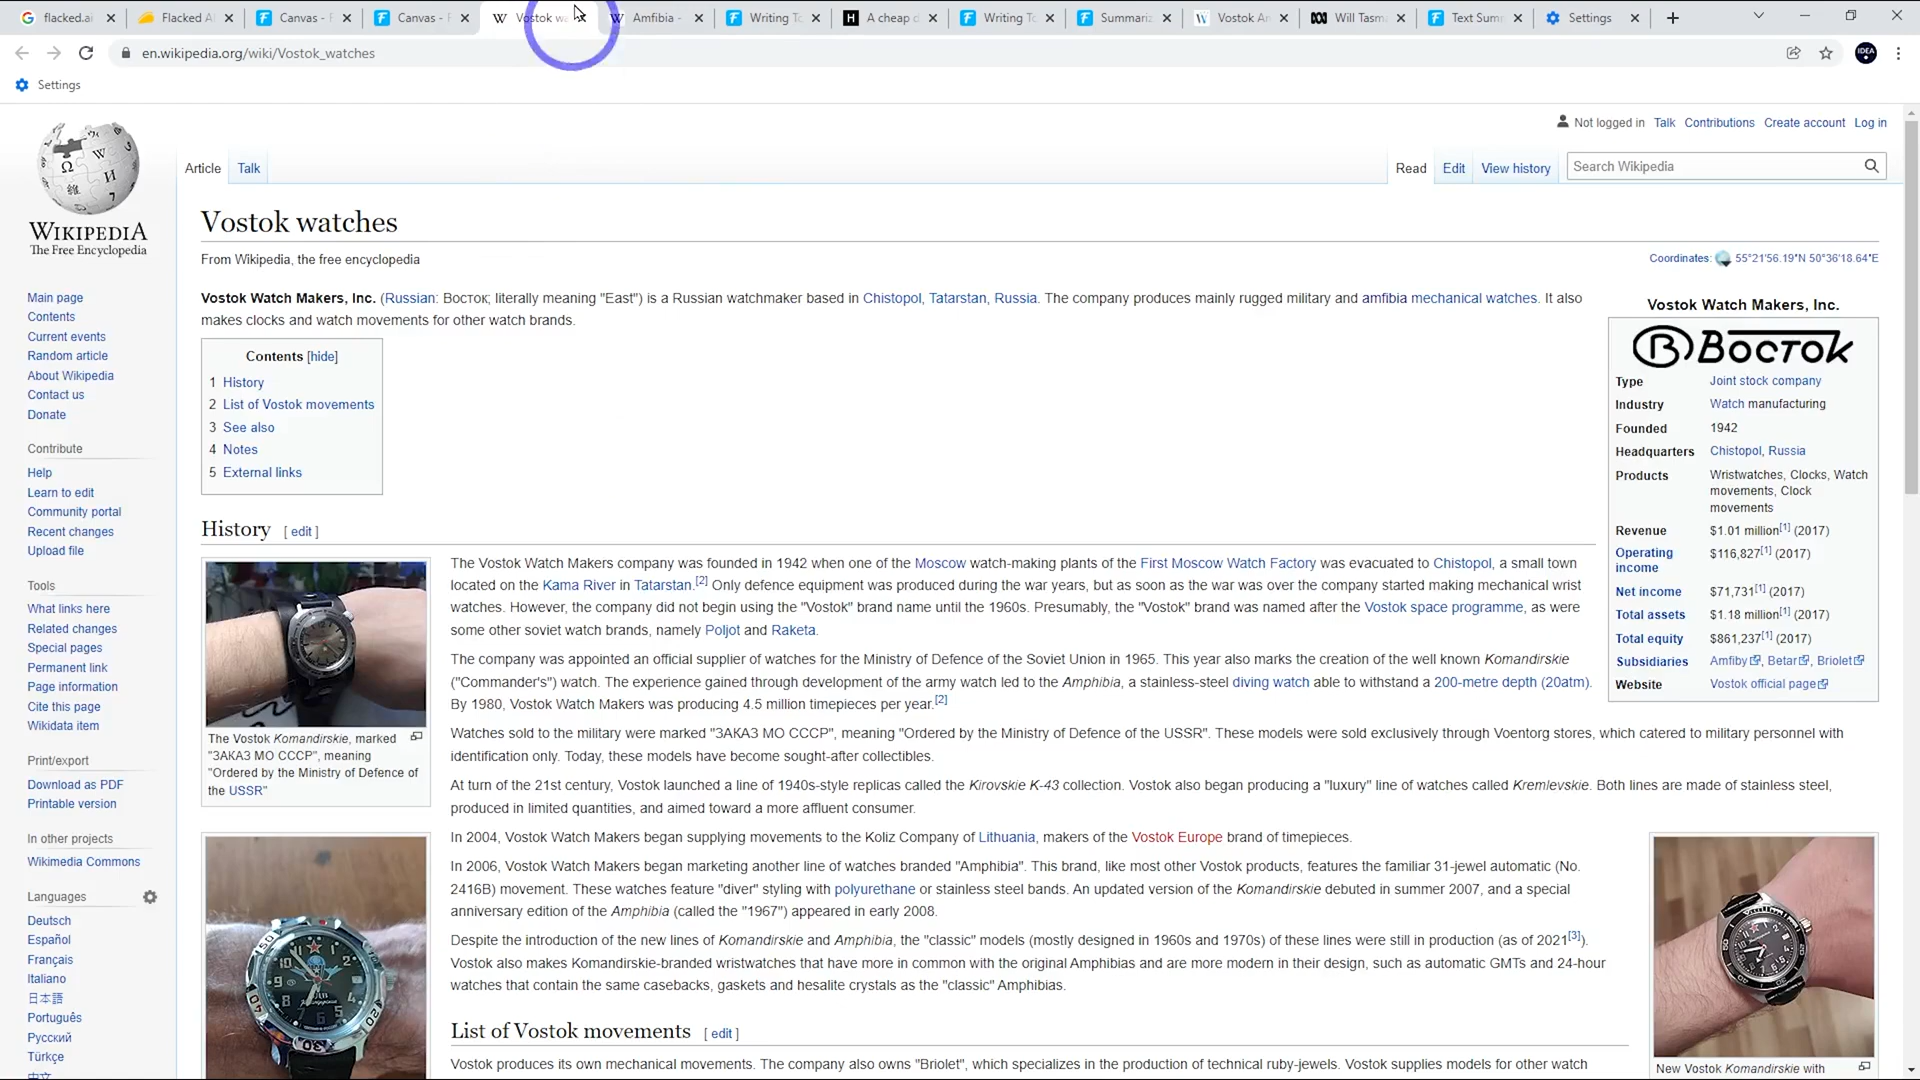 flacked.ai
Flacked A
Canvas - F
Canvas - F
Vostok wa
Amfibia -
Writing To
A cheap d
Writing To
Summariz
Vostok Am
Will Tasma
Text Sum
Settings
en.wikipedia.org/wiki/Vostok_watches
IDEA
Settings
WIKIPEDIA
The Free Encyclopedia
Main page
Contents
Current events
Random article
About Wikipedia
Contact us
Donate
Contribute
Help
Learn to edit
Community portal
Recent changes
Upload file
Tools
What links here
Related changes
Special pages
Permanent link
Page information
Cite this page
Wikidata item
Print/export
Download as PDF
Printable version
In other projects
Wikimedia Commons
Languages
Deutsch
Español
Français
Italiano
日本語
Português
Русский
Türkçe
中文
Not logged in Talk Contributions Create account Log in
Article Talk
Read Edit View history Search Wikipedia
Vostok watches
From Wikipedia, the free encyclopedia
Coordinates: 55°21′56.19″N 50°36′18.64″E
Vostok Watch Makers, Inc. (Russian: Восток; literally meaning "East") is a Russian watchmaker based in Chistopol, Tatarstan, Russia. The company produces mainly rugged military and amfibia mechanical watches. It also
makes clocks and watch movements for other watch brands.
Contents [hide]
1 History
2 List of Vostok movements
3 See also
4 Notes
5 External links
Vostok Watch Makers, Inc.
Восток
Type Joint stock company
Industry Watch manufacturing
Founded 1942
Headquarters Chistopol, Russia
Products Wristwatches, Clocks, Watch
movements, Clock
movements
Revenue $1.01 million[1] (2017)
Operating $116,827[1] (2017)
income
Net income $71,731[1] (2017)
Total assets $1.18 million[1] (2017)
Total equity $861,237[1] (2017)
Subsidiaries Amfiby, Betar, Briolet
Website Vostok official page
History [ edit ]
The Vostok Watch Makers company was founded in 1942 when one of the Moscow watch-making plants of the First Moscow Watch Factory was evacuated to Chistopol, a small town
located on the Kama River in Tatarstan.[2] Only defence equipment was produced during the war years, but as soon as the war was over the company started making mechanical wrist
watches. However, the company did not begin using the "Vostok" brand name until the 1960s. Presumably, the "Vostok" brand was named after the Vostok space programme, as were
some other soviet watch brands, namely Poljot and Raketa.
The company was appointed an official supplier of watches for the Ministry of Defence of the Soviet Union in 1965. This year also marks the creation of the well known Komandirskie
("Commander's") watch. The experience gained through development of the army watch led to the Amphibia, a stainless-steel diving watch able to withstand a 200-metre depth (20atm).
By 1980, Vostok Watch Makers was producing 4.5 million timepieces per year.[2]
Watches sold to the military were marked "ЗАКАЗ МО СССР", meaning "Ordered by the Ministry of Defence of the USSR". These models were sold exclusively through Voentorg stores, which catered to military personnel with
identification only. Today, these models have become sought-after collectibles.
At turn of the 21st century, Vostok launched a line of 1940s-style replicas called the Kirovskie K-43 collection. Vostok also began producing a "luxury" line of watches called Kremlevskie. Both lines are made of stainless steel,
produced in limited quantities, and aimed toward a more affluent consumer.
In 2004, Vostok Watch Makers began supplying movements to the Koliz Company of Lithuania, makers of the Vostok Europe brand of timepieces.
In 2006, Vostok Watch Makers began marketing another line of watches branded "Amphibia". This brand, like most other Vostok products, features the familiar 31-jewel automatic (No.
2416B) movement. These watches feature "diver" styling with polyurethane or stainless steel bands. An updated version of the Komandirskie debuted in summer 2007, and a special
anniversary edition of the Amphibia (called the "1967") appeared in early 2008.
Despite the introduction of the new lines of Komandirskie and Amphibia, the "classic" models (mostly designed in 1960s and 1970s) of these lines were still in production (as of 2021[3]).
Vostok also makes Komandirskie-branded wristwatches that have more in common with the original Amphibias and are more modern in their design, such as automatic GMTs and 24-hour
watches that contain the same casebacks, gaskets and hesalite crystals as the "classic" Amphibias.
The Vostok Komandirskie, marked
"ЗАКАЗ МО СССР", meaning
"Ordered by the Ministry of Defence of
the USSR"
List of Vostok movements [ edit ]
Vostok produces its own mechanical movements. The company also owns "Briolet", which specializes in the production of technical ruby-jewels. Vostok supplies models for other watch
New Vostok Komandirskie with